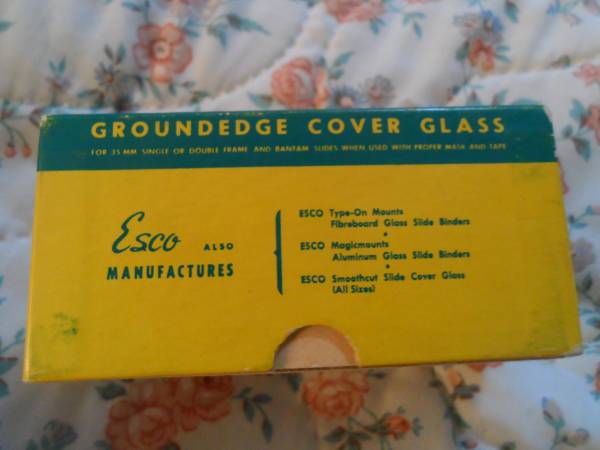 GROUNDEDGE COVER GLASS
FOR 35 MM SINGLE OR DOUBLE FRAME AND BANTAM SLIDES WHEN USED WITH PROPER MASK AND TAPE
Esco ALSO
MANUFACTURES
ESCO Type-On Mounts
Fibreboard Glass Slide Binders
ESCO Magicmounts
Aluminum Glass Slide Binders
ESCO Smoothcut Slide Cover Glass
(All Sizes)